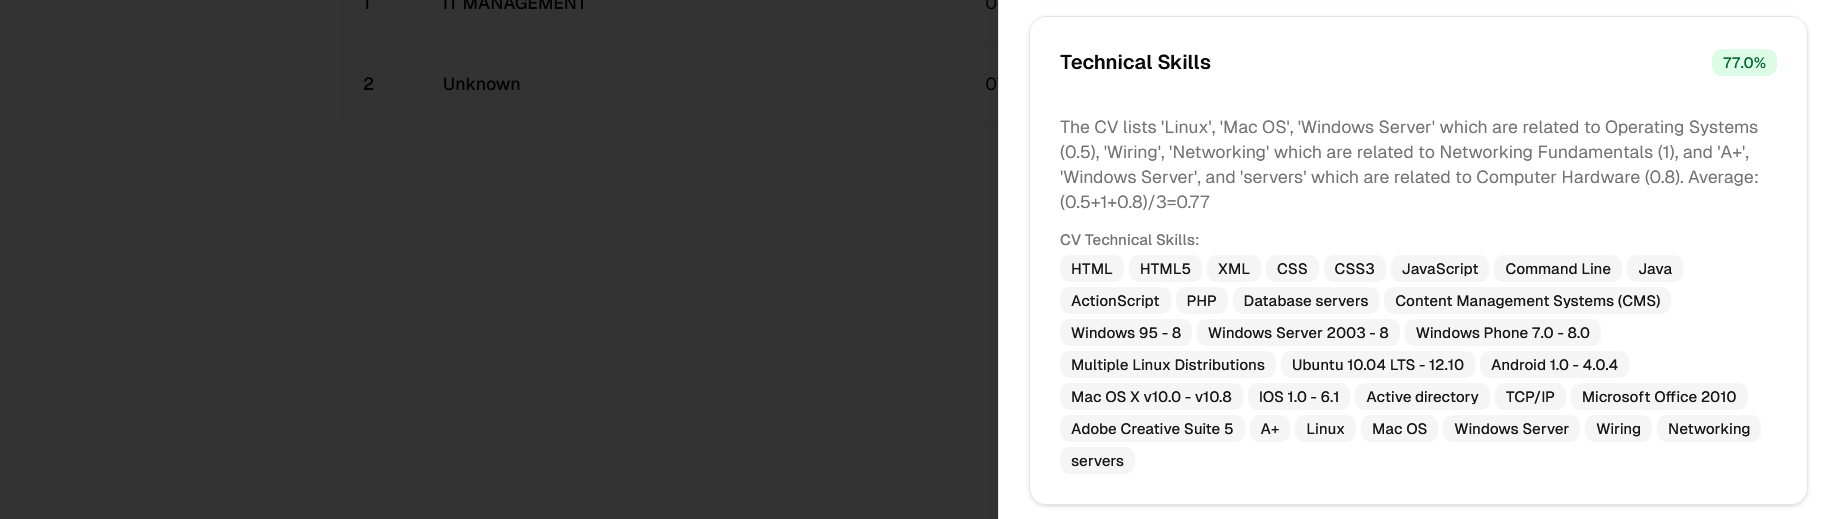 1 IT MANAGEMENT 0
2 Unknown 0
Technical Skills 77.0%
The CV lists 'Linux', 'Mac OS', 'Windows Server' which are related to Operating Systems
(0.5), 'Wiring', 'Networking' which are related to Networking Fundamentals (1), and 'A+',
'Windows Server', and 'servers' which are related to Computer Hardware (0.8). Average:
(0.5+1+0.8)/3=0.77
CV Technical Skills:
HTML HTML5 XML CSS CSS3 JavaScript Command Line Java
ActionScript PHP Database servers Content Management Systems (CMS)
Windows 95 - 8 Windows Server 2003 - 8 Windows Phone 7.0 - 8.0
Multiple Linux Distributions Ubuntu 10.04 LTS - 12.10 Android 1.0 - 4.0.4
Mac OS X v10.0 - v10.8 IOS 1.0 - 6.1 Active directory TCP/IP Microsoft Office 2010
Adobe Creative Suite 5 A+ Linux Mac OS Windows Server Wiring Networking
servers